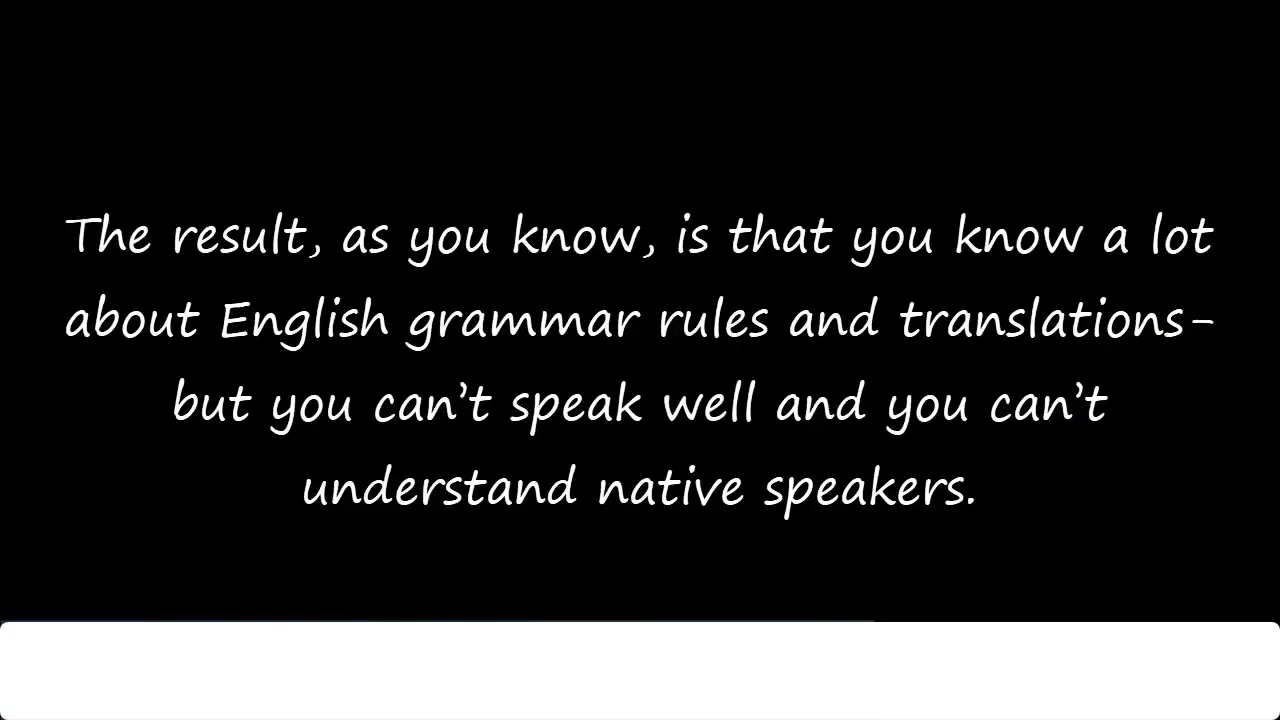 The result, as you know, is that you know a lot
about English grammar rules and translations-
but you can’t speak well and you can’t
understand native speakers.